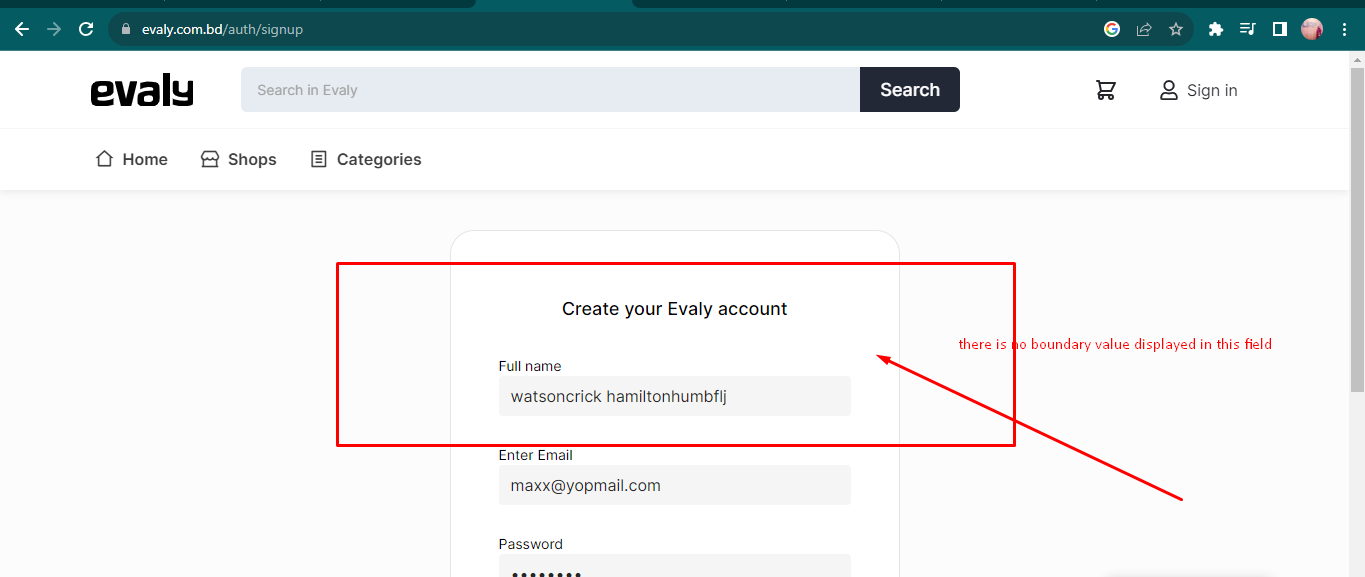 evaly.com.bd/auth/signup
evaly
Search in Evaly
Search
Sign in
Home
Shops
Categories
Create your Evaly account
there is no boundary value displayed in this field
Full name
watsoncrick hamiltonhumbflj
Enter Email
maxx@yopmail.com
Password
••••••••